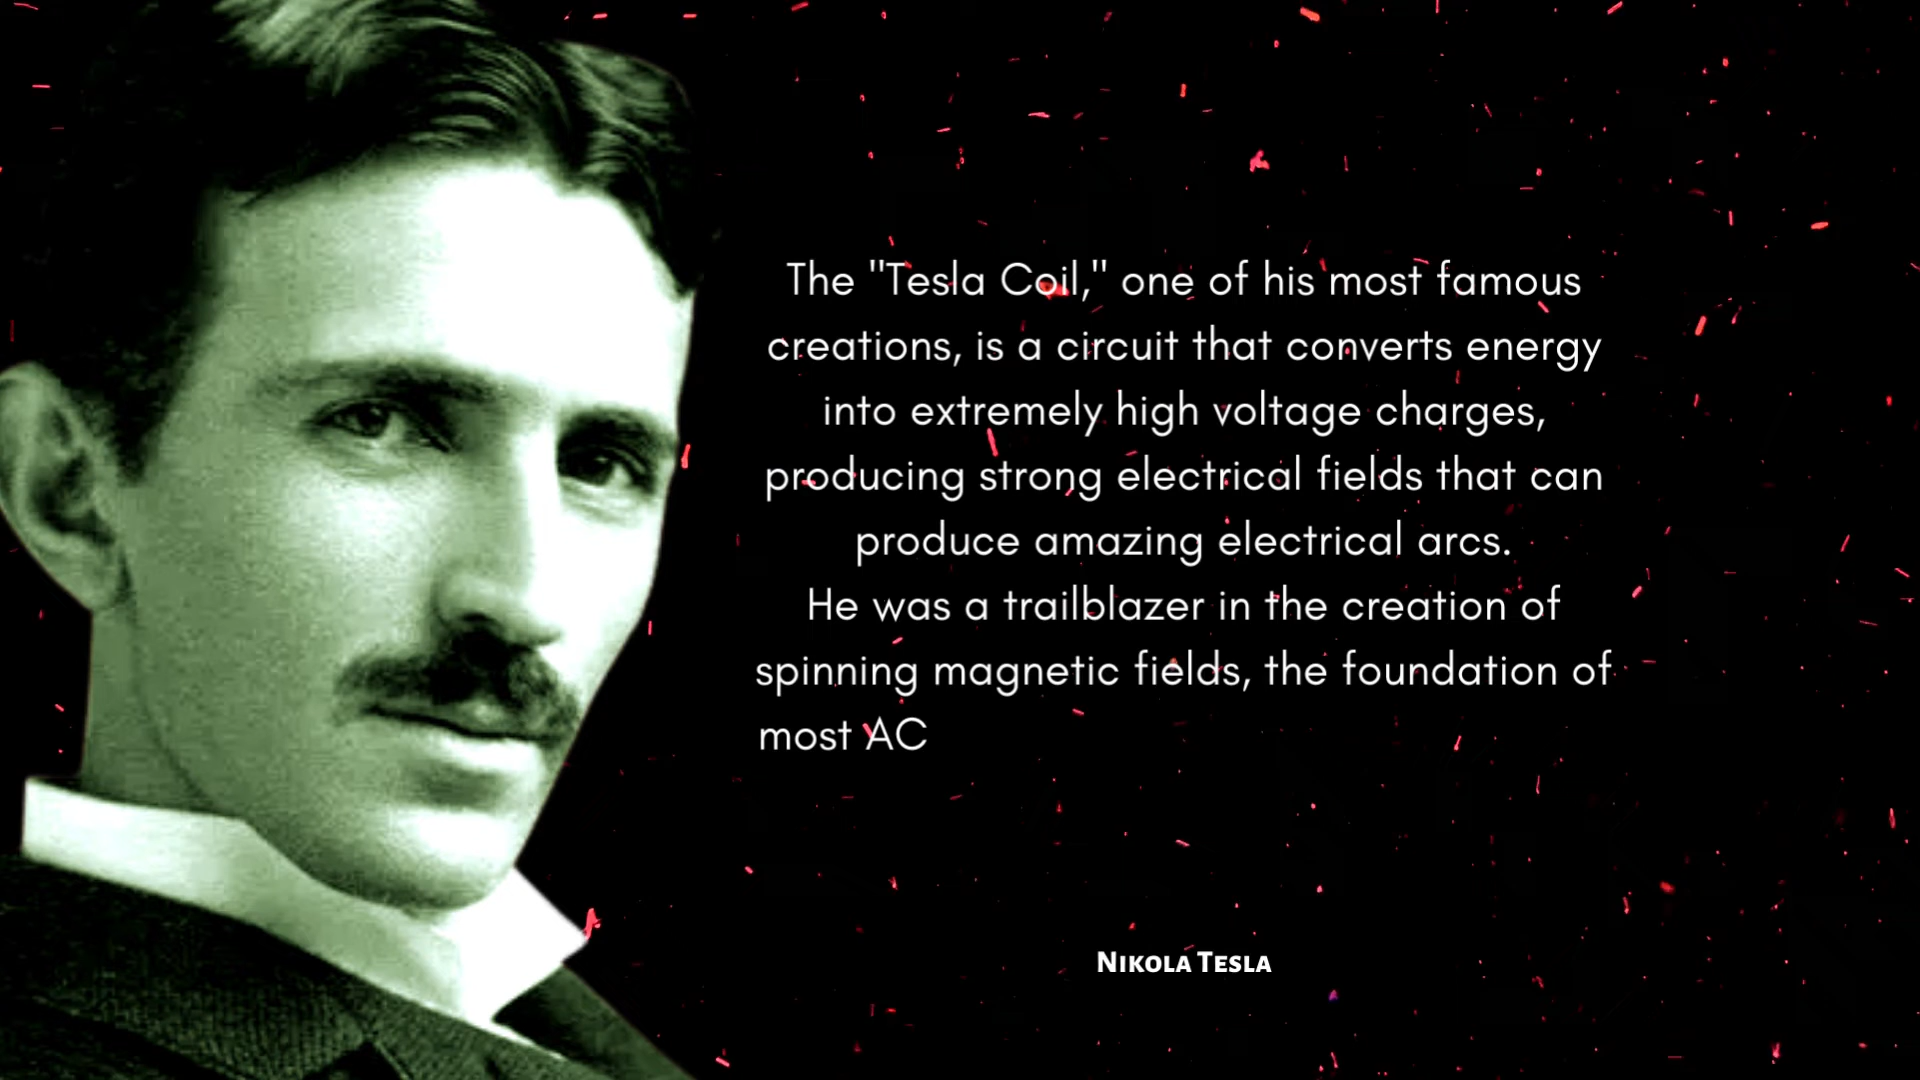 The "Tesla Coil," one of his most famous
creations, is a circuit that converts energy
into extremely high voltage charges,
producing strong electrical fields that can
produce amazing electrical arcs.
He was a trailblazer in the creation of
spinning magnetic fields, the foundation of
most AC
Nikola Tesla